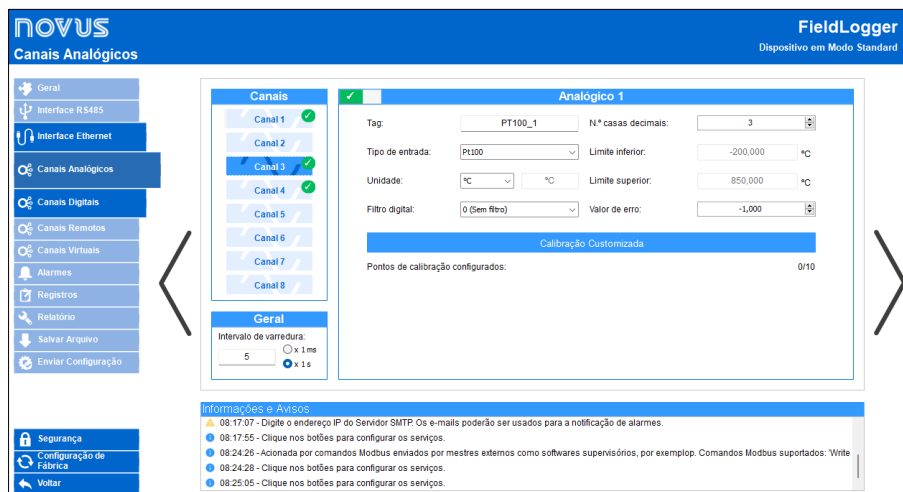 novus
FieldLogger
Canais Analógicos
Dispositivo em Modo Standard
Geral
Interface RS485
Interface Ethernet
Canais Analógicos
Canais Digitais
Canais Remotos
Canais Virtuais
Alarmes
Registros
Relatório
Salvar Arquivo
Enviar Configuração
Segurança
Configuração de
Fábrica
Voltar
Canais
Canal 1
Canal 2
Canal 3
Canal 4
Canal 5
Canal 6
Canal 7
Canal 8
Geral
Intervalo de varredura:
5
x 1 ms
x 1 s
Analógico 1
Tag: PT100_1 N.º casas decimais: 3
Tipo de entrada: Pt100 Limite inferior: -200,000 ºC
Unidade: ºC ºC Limite superior: 850,000 ºC
Filtro digital: 0 (Sem filtro) Valor de erro: -1,000
Calibração Customizada
Pontos de calibração configurados: 0/10
Informações e Avisos
08:17:07 - Digite o endereço IP do Servidor SMTP. Os e-mails poderão ser usados para a notificação de alarmes.
08:17:55 - Clique nos botões para configurar os serviços.
08:24:26 - Acionada por comandos Modbus enviados por mestres externos como softwares supervisórios, por exemplop. Comandos Modbus suportados: 'Write
08:24:28 - Clique nos botões para configurar os serviços.
08:25:05 - Clique nos botões para configurar os serviços.